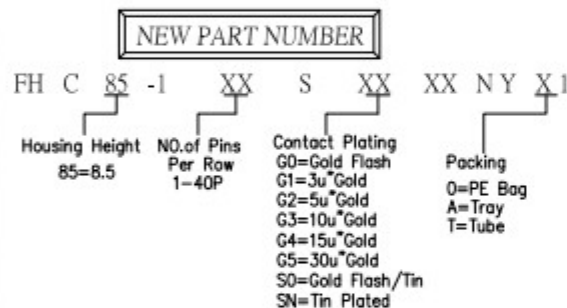 NEW PART NUMBER
FH C 85 -1 XX S XX XX N Y X 1
Housing Height
85=8.5
NO.of Pins
Per Row
1-40P
Contact Plating
G0=Gold Flash
G1=3u"Gold
G2=5u"Gold
G3=10u"Gold
G4=15u"Gold
G5=30u"Gold
S0=Gold Flash/Tin
SN=Tin Plated
Packing
0=PE Bag
A=Tray
T=Tube